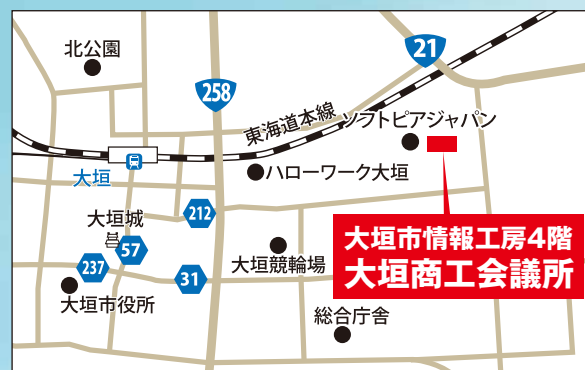 北公園
21
258
東海道本線
ソフトピアジャパン
ハローワーク大垣
大垣
大垣城
212
57
237
31
大垣競輪場
大垣市役所
総合庁舎
大垣市情報工房4階
大垣商工会議所